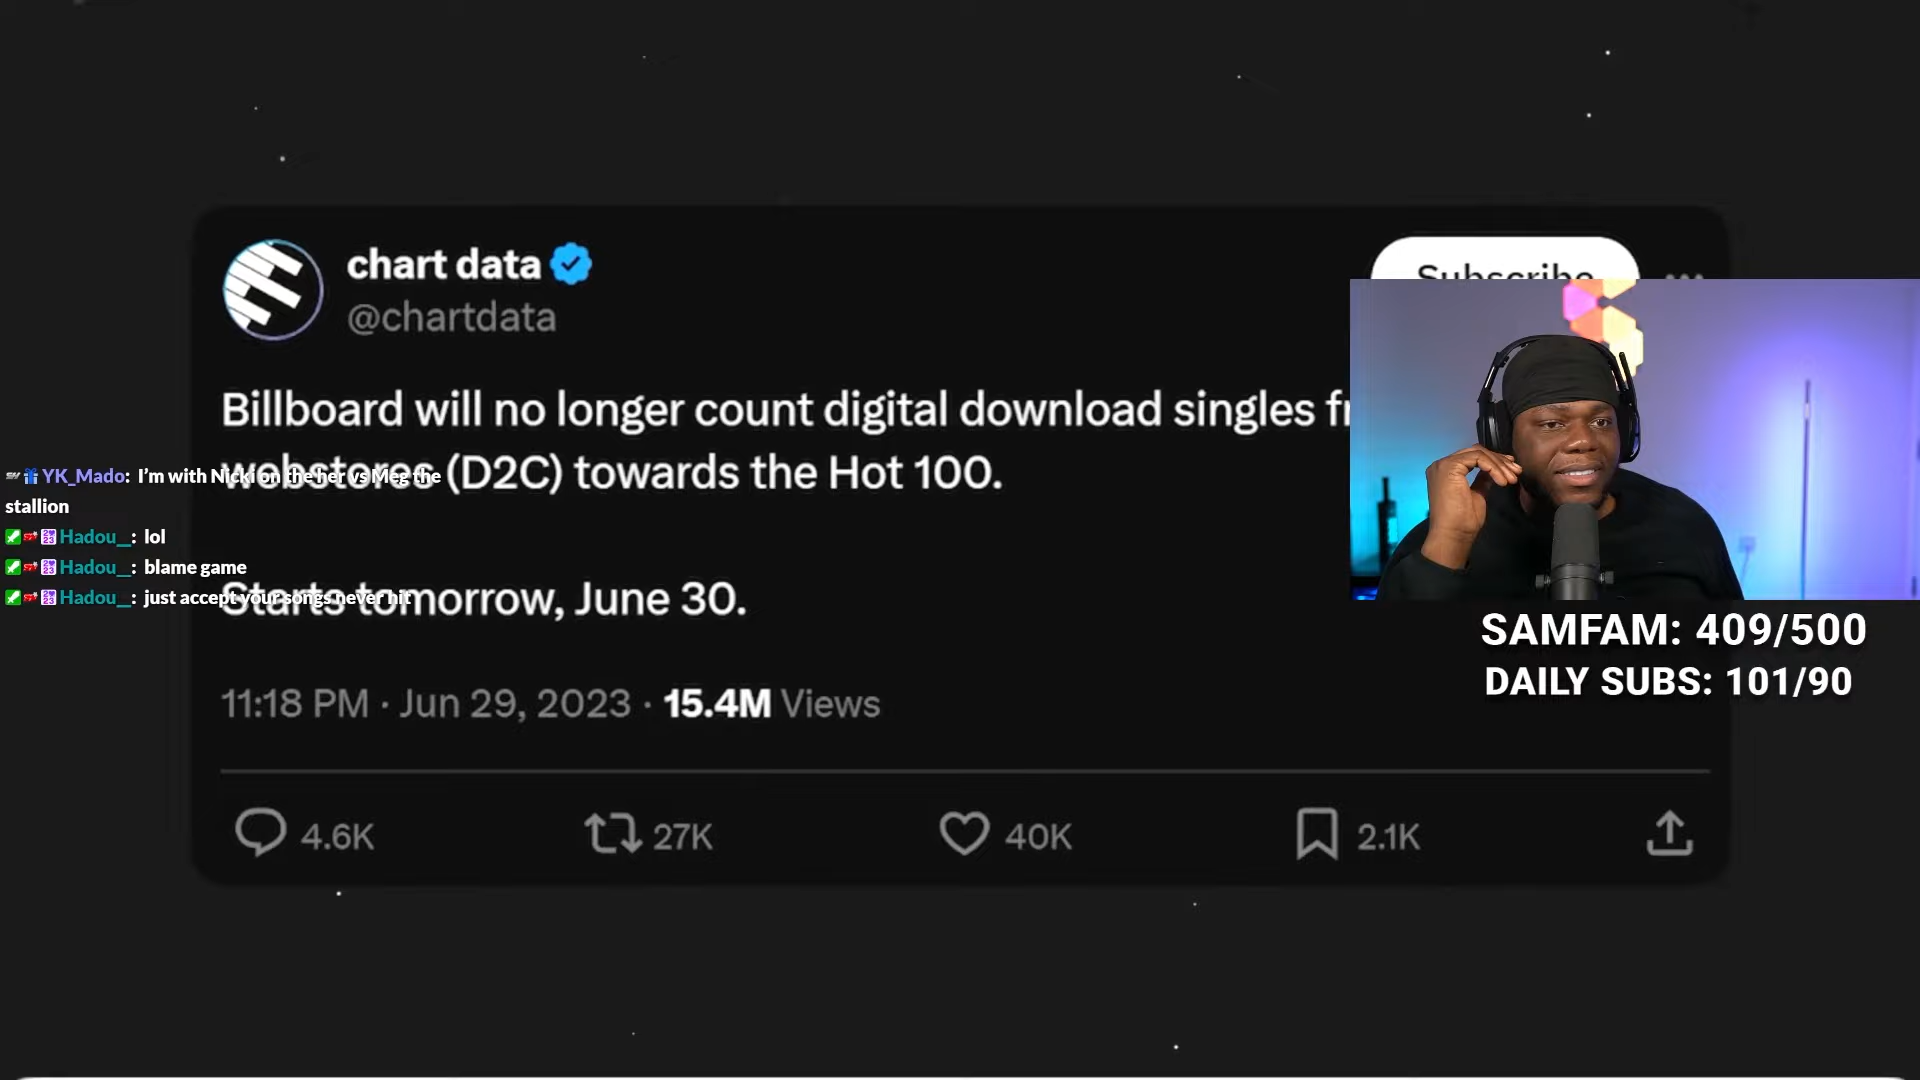 chart data
@chartdata
Subscribe
Billboard will no longer count digital download singles
webstores (D2C) towards the Hot 100.
Starts tomorrow, June 30.
11:18 PM · Jun 29, 2023 · 15.4M Views
4.6K 27K 40K 2.1K
YK_Mado: I'm with Nicki on the her vs Meg the
stallion
Hadou__: lol
Hadou__: blame game
Hadou__: just accept your songs never hit
SAMFAM: 409/500
DAILY SUBS: 101/90